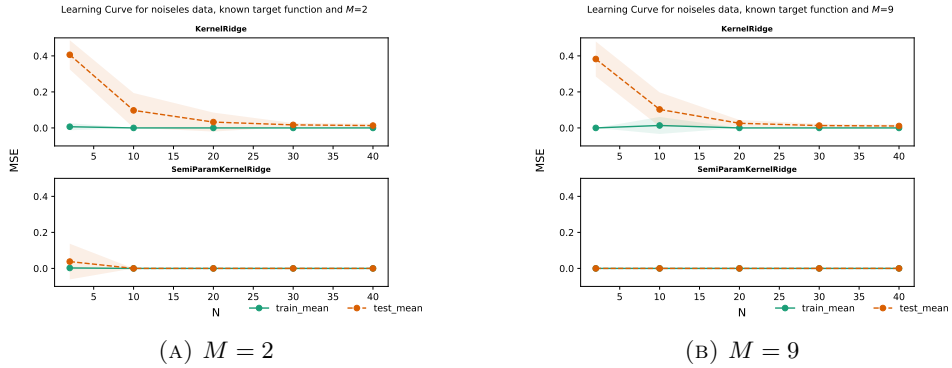 Learning Curve for noiseles data, known target function and M=2
KernelRidge
0.4
0.2
0.0
5 10 15 20 25 30 35 40
SemiParamKernelRidge
0.4
0.2
0.0
5 10 15 20 25 30 35 40
MSE
N
train_mean test_mean
(A) M = 2
Learning Curve for noiseles data, known target function and M=9
KernelRidge
0.4
0.2
0.0
5 10 15 20 25 30 35 40
SemiParamKernelRidge
0.4
0.2
0.0
5 10 15 20 25 30 35 40
MSE
N
train_mean test_mean
(B) M = 9